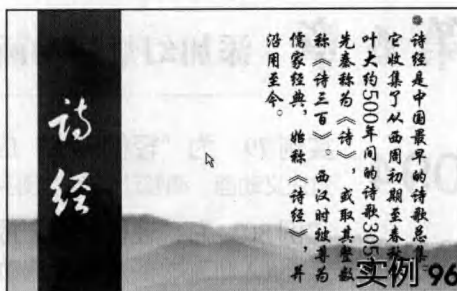 诗经是中国最早的诗歌总集。
它收集了从西周初期至春秋
叶大约500年间的诗歌305
先秦称为《诗》,或取其整数
称《诗三百》。西汉时被尊为
儒家经典,始称《诗经》,并
沿用至今。
诗经
实例 96